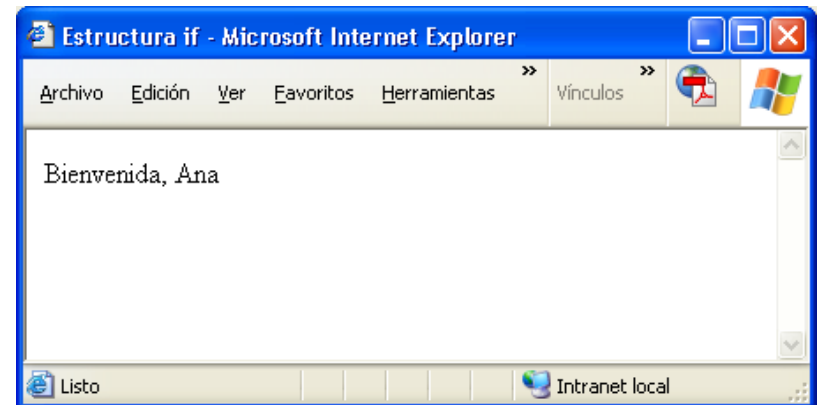 Estructura if - Microsoft Internet Explorer
Archivo Edición Ver Favoritos Herramientas » Vínculos »
Bienvenida, Ana
Listo Intranet local